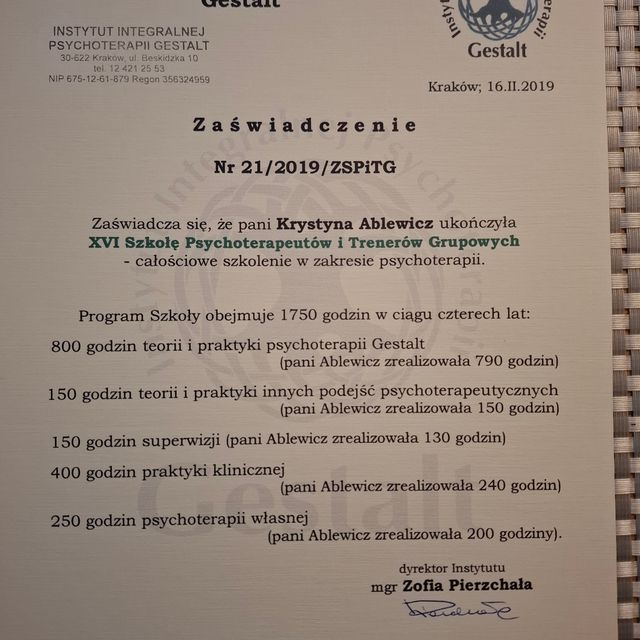 Gestalt
INSTYTUT INTEGRALNEJ
PSYCHOTERAPII GESTALT
30-622 Kraków, ul. Beskidzka 10
tel. 12 421 25 53
NIP 675-12-61-879 Regon 356324959
Gestalt
Kraków; 16.II.2019
Zaświadczenie
Nr 21/2019/ZSPiTG
Zaświadcza się, że pani Krystyna Ablewicz ukończyła
XVI Szkołę Psychoterapeutów i Trenerów Grupowych
- całościowe szkolenie w zakresie psychoterapii.
Program Szkoły obejmuje 1750 godzin w ciągu czterech lat:
800 godzin teorii i praktyki psychoterapii Gestalt
(pani Ablewicz zrealizowała 790 godzin)
150 godzin teorii i praktyki innych podejść psychoterapeutycznych
(pani Ablewicz zrealizowała 150 godzin)
150 godzin superwizji (pani Ablewicz zrealizowała 130 godzin)
400 godzin praktyki klinicznej
(pani Ablewicz zrealizowała 240 godzin)
250 godzin psychoterapii własnej
(pani Ablewicz zrealizowała 200 godziny).
Gestalt
dyrektor Instytutu
mgr Zofia Pierzchała